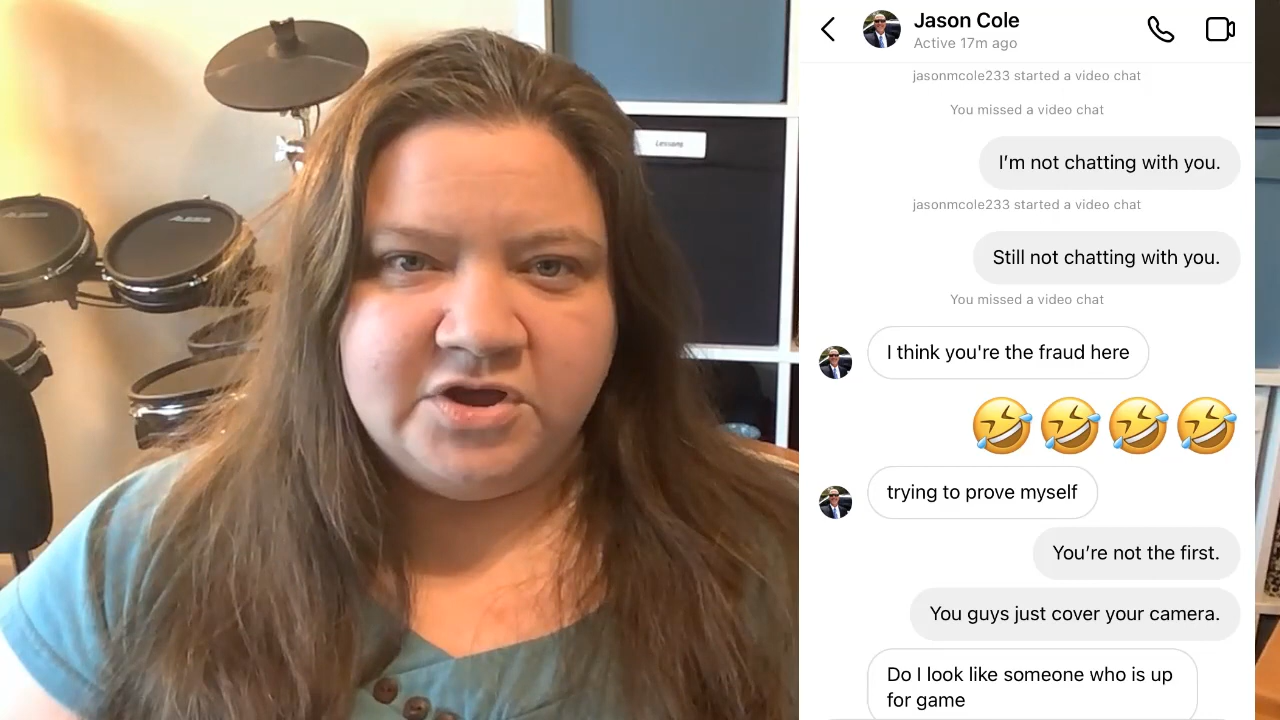 ALESIS
ALESIS
Lessons
Jason Cole
Active 17m ago
jasonmcole233 started a video chat
You missed a video chat
I’m not chatting with you.
jasonmcole233 started a video chat
Still not chatting with you.
You missed a video chat
I think you're the fraud here
🤣🤣🤣🤣
trying to prove myself
You’re not the first.
You guys just cover your camera.
Do I look like someone who is up
for game